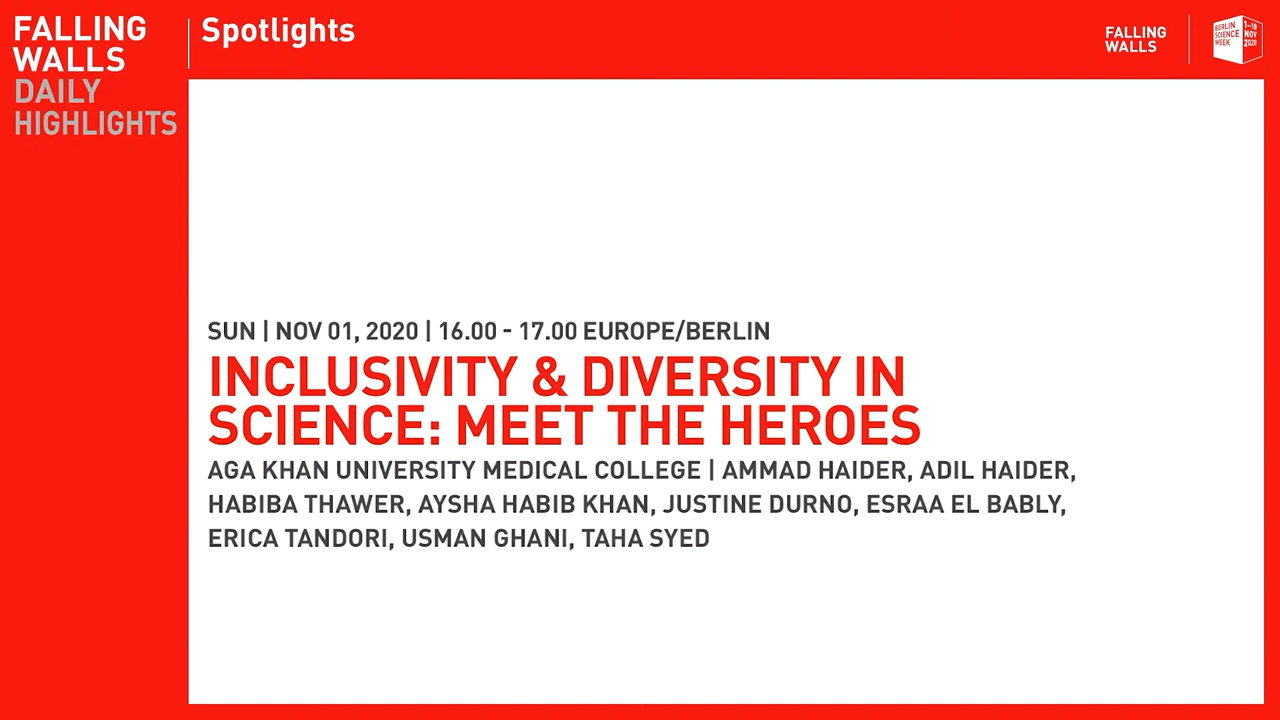 FALLING
WALLS
DAILY
HIGHLIGHTS
Spotlights
FALLING
WALLS
BERLIN
SCIENCE
WEEK
1–10
NOV
2020
SUN | NOV 01, 2020 | 16.00 - 17.00 EUROPE/BERLIN
INCLUSIVITY & DIVERSITY IN
SCIENCE: MEET THE HEROES
AGA KHAN UNIVERSITY MEDICAL COLLEGE | AMMAD HAIDER, ADIL HAIDER,
HABIBA THAWER, AYSHA HABIB KHAN, JUSTINE DURNO, ESRAA EL BABLY,
ERICA TANDORI, USMAN GHANI, TAHA SYED